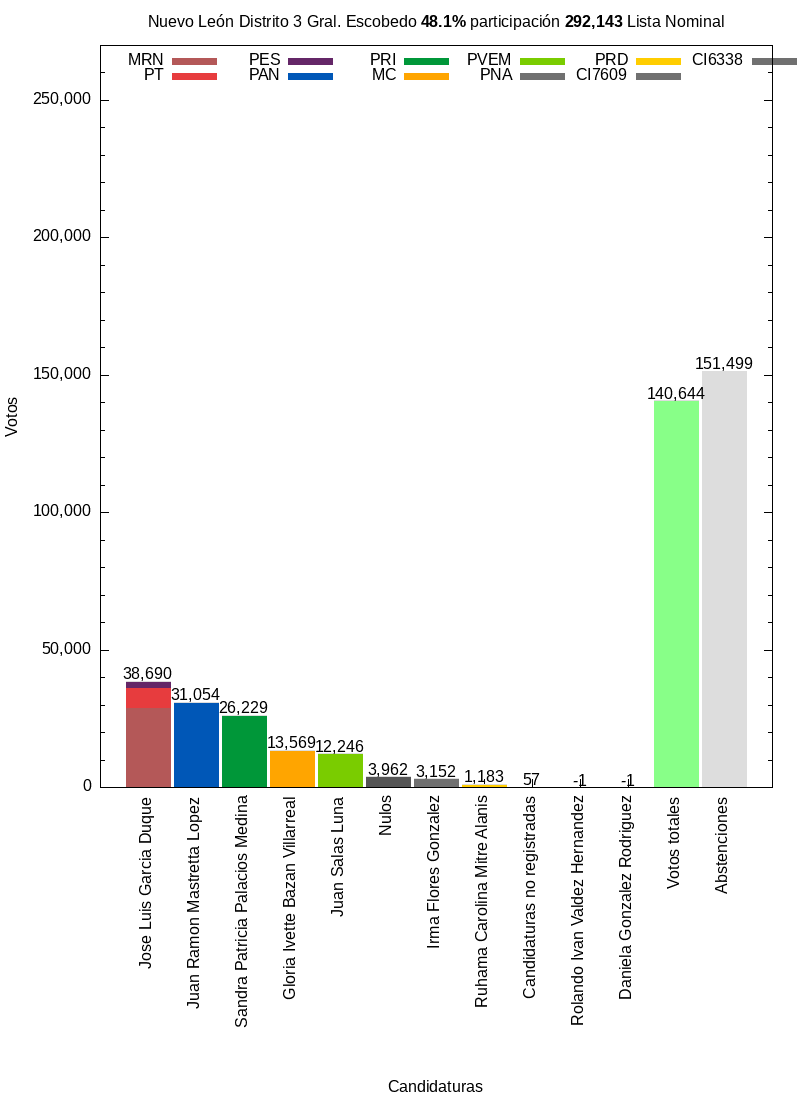 Nuevo León Distrito 3 Gral. Escobedo 48.1% participación 292,143 Lista Nominal
MRN PES PRI PVEM PRD CI6338
PT PAN MC PNA CI7609
250,000
200,000
150,000
100,000
50,000
0
Votos
38,690
31,054
26,229
13,569
12,246
3,962
3,152
1,183
57
-1
-1
140,644
151,499
Jose Luis Garcia Duque
Juan Ramon Mastretta Lopez
Sandra Patricia Palacios Medina
Gloria Ivette Bazan Villarreal
Juan Salas Luna
Nulos
Irma Flores Gonzalez
Ruhama Carolina Mitre Alanis
Candidaturas no registradas
Rolando Ivan Valdez Hernandez
Daniela Gonzalez Rodriguez
Votos totales
Abstenciones
Candidaturas